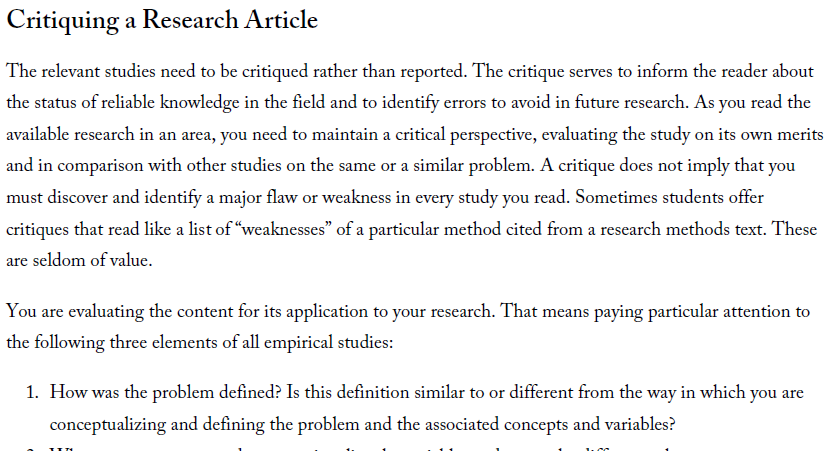 Critiquing a Research Article
The relevant studies need to be critiqued rather than reported. The critique serves to inform the reader about
the status of reliable knowledge in the field and to identify errors to avoid in future research. As you read the
available research in an area, you need to maintain a critical perspective, evaluating the study on its own merits
and in comparison with other studies on the same or a similar problem. A critique does not imply that you
must discover and identify a major flaw or weakness in every study you read. Sometimes students offer
critiques that read like a list of “weaknesses” of a particular method cited from a research methods text. These
are seldom of value.
You are evaluating the content for its application to your research. That means paying particular attention to
the following three elements of all empirical studies:
1. How was the problem defined? Is this definition similar to or different from the way in which you are
conceptualizing and defining the problem and the associated concepts and variables?